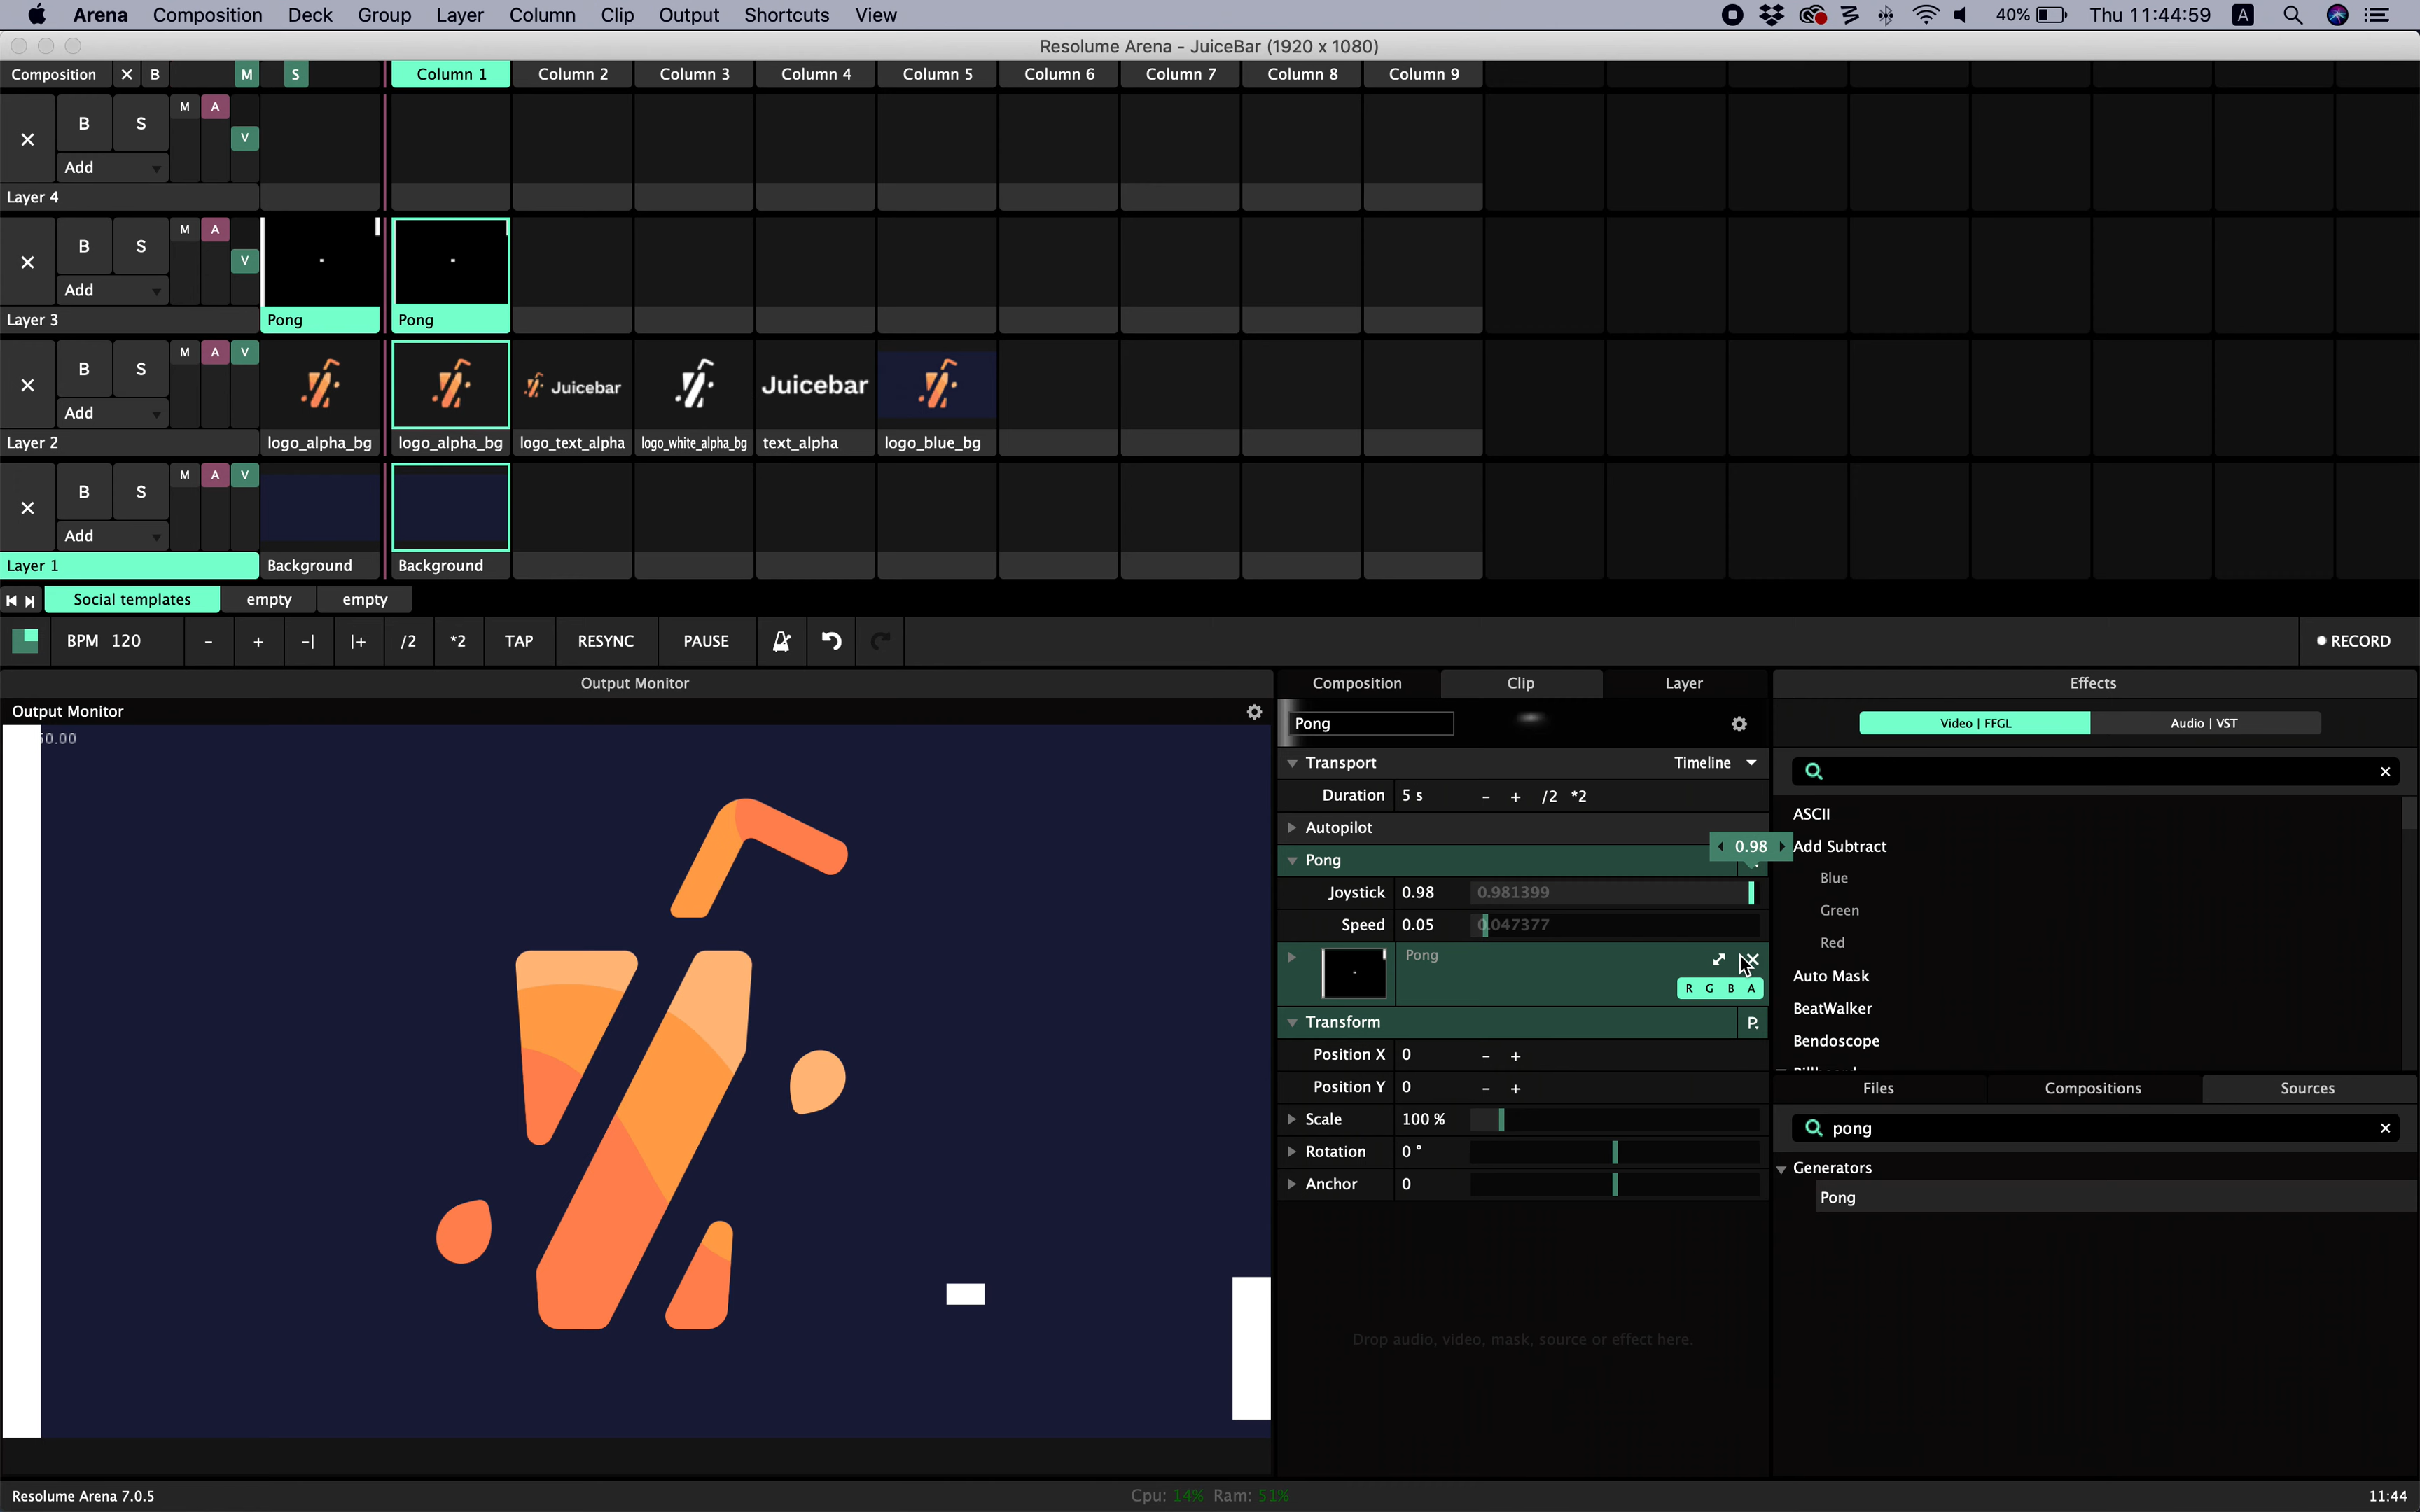 Arena Composition Deck Group Layer Column Clip Output Shortcuts View 40% Thu 11:44:59 A
Resolume Arena - JuiceBar (1920 x 1080)
Composition B M S Column 1 Column 2 Column 3 Column 4 Column 5 Column 6 Column 7 Column 8 Column 9
B S M A V
Add
Layer 4
B S M A V
Add
Layer 3 Pong Pong
B S M A V Juicebar Juicebar
Add
Layer 2 logo_alpha_bg logo_alpha_bg logo_text_alpha logo_white_alpha_bg text_alpha logo_blue_bg
B S M A V
Add
Layer 1 Background Background
Social templates empty empty
BPM 120 - + -| |+ /2 *2 TAP RESYNC PAUSE RECORD
Output Monitor
Output Monitor
50.00
Composition Clip Layer
Pong
Transport Timeline
Duration 5 s - + /2 *2
Autopilot
0.98
Pong
Joystick 0.98 0.981399
Speed 0.05 0.047377
Pong
R G B A
Transform P.
Position X 0 - +
Position Y 0 - +
Scale 100 %
Rotation 0 °
Anchor 0
Drop audio, video, mask, source or effect here.
Effects
Video | FFGL Audio | VST
ASCII
Add Subtract
Blue
Green
Red
Auto Mask
BeatWalker
Bendoscope
Files Compositions Sources
pong
Generators
Pong
Resolume Arena 7.0.5 Cpu: 14% Ram: 51% 11:44